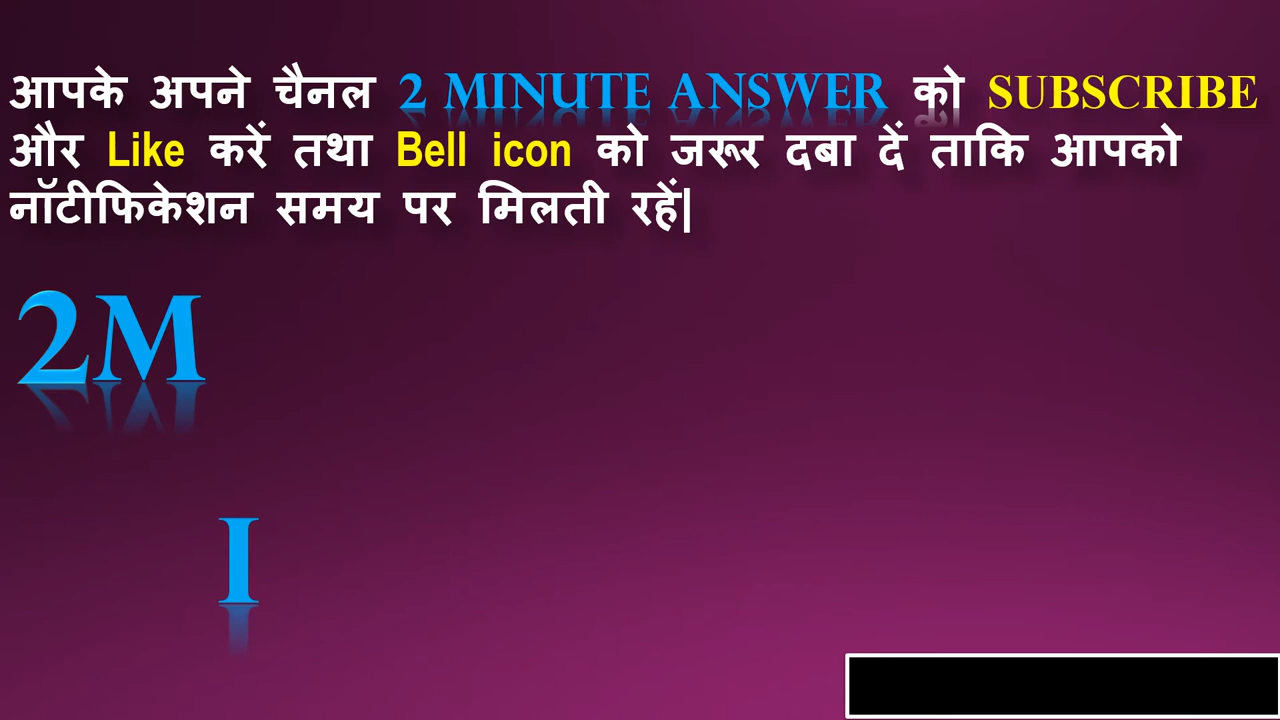 आपके अपने चैनल 2 MINUTE ANSWER को SUBSCRIBE
और Like करें तथा Bell icon को जरूर दबा दें ताकि आपको
नॉटीफिकेशन समय पर मिलती रहें|
2M
I